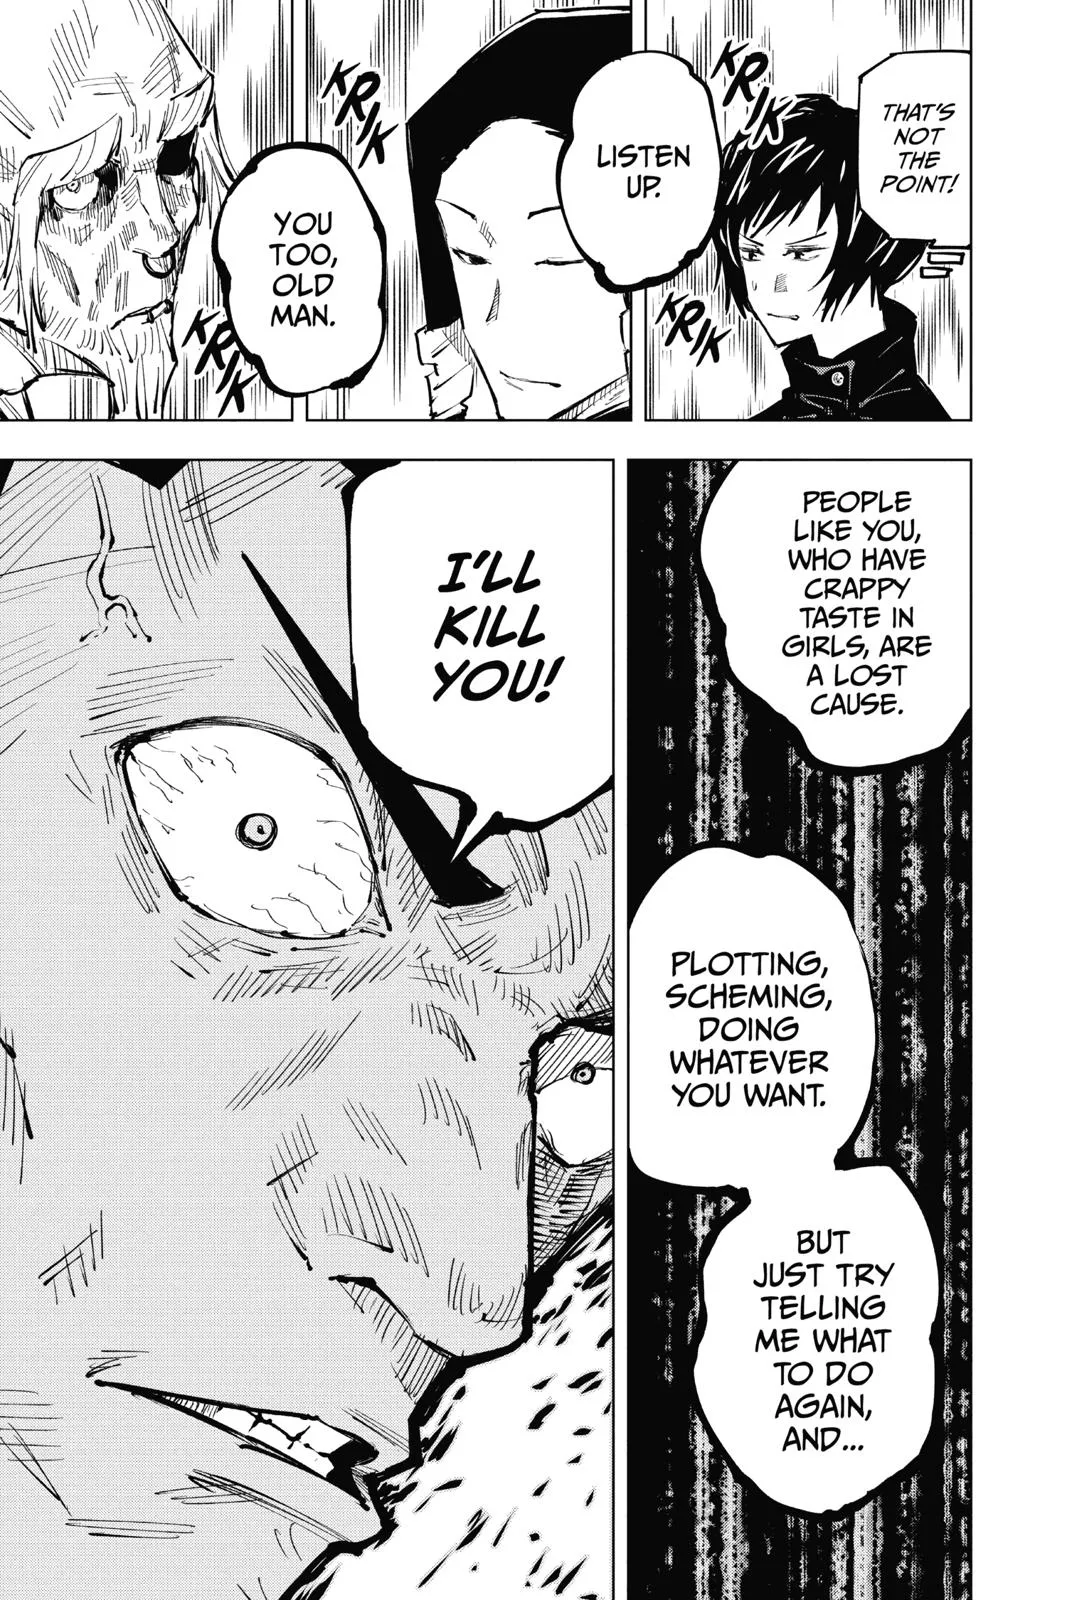 THAT'S
NOT
THE
POINT!
KRIK
KRIK
LISTEN
UP.
KRIK
YOU
TOO,
OLD
MAN.
KRIK
PEOPLE
LIKE YOU,
WHO HAVE
CRAPPY
TASTE IN
GIRLS, ARE
A LOST
CAUSE.
PLOTTING,
SCHEMING,
DOING
WHATEVER
YOU WANT.
BUT
JUST TRY
TELLING
ME WHAT
TO DO
AGAIN,
AND...
I'LL
KILL
YOU!